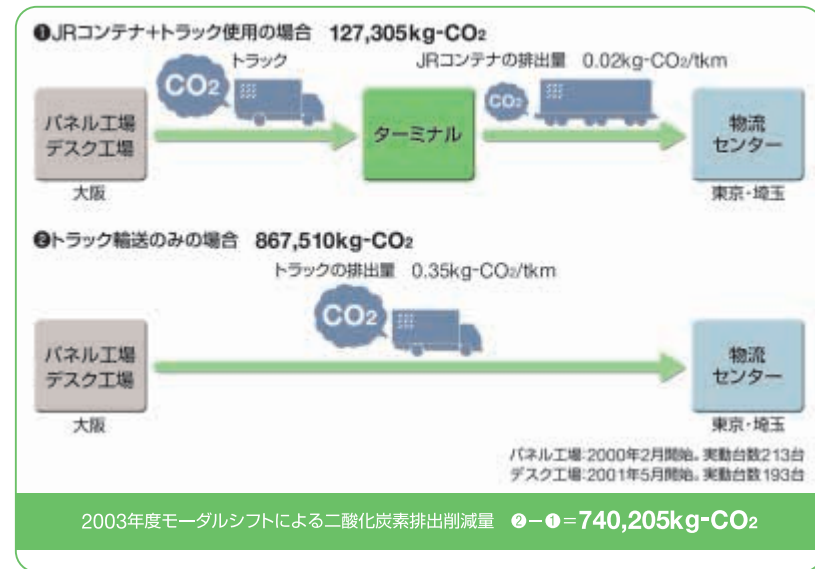 ❶JRコンテナ+トラック使用の場合 127,305kg-CO2
トラック
JRコンテナの排出量 0.02kg-CO2/tkm
CO2
CO2
パネル工場
デスク工場
ターミナル
物流
センター
大阪
東京・埼玉
❷トラック輸送のみの場合 867,510kg-CO2
トラックの排出量 0.35kg-CO2/tkm
CO2
パネル工場
デスク工場
物流
センター
大阪
東京・埼玉
パネル工場:2000年2月開始。実動台数213台
デスク工場:2001年5月開始。実動台数193台
2003年度モーダルシフトによる二酸化炭素排出削減量 ❷−❶=740,205kg-CO2